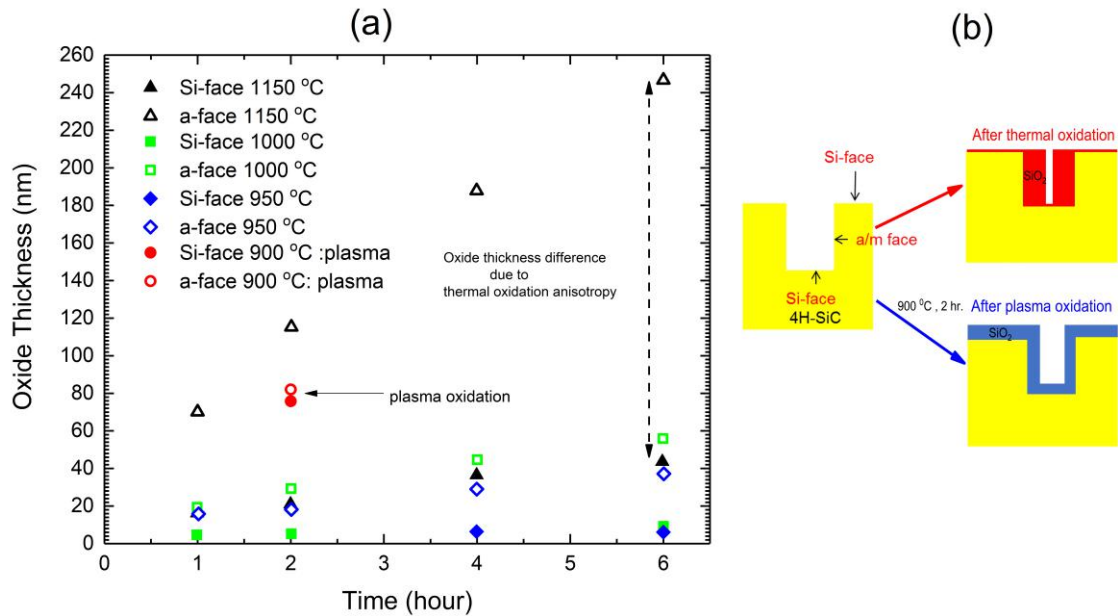 (a)
260
240
220
200
180
160
140
120
100
80
60
40
20
0
Oxide Thickness (nm)
Si-face 1150 °C
a-face 1150 °C
Si-face 1000 °C
a-face 1000 °C
Si-face 950 °C
a-face 950 °C
Si-face 900 °C :plasma
a-face 900 °C: plasma
Oxide thickness difference
due to
thermal oxidation anisotropy
plasma oxidation
0 1 2 3 4 5 6
Time (hour)
(b)
Si-face
a/m face
Si-face
4H-SiC
After thermal oxidation
SiO₂
900 ⁰C , 2 hr.
After plasma oxidation
SiO₂